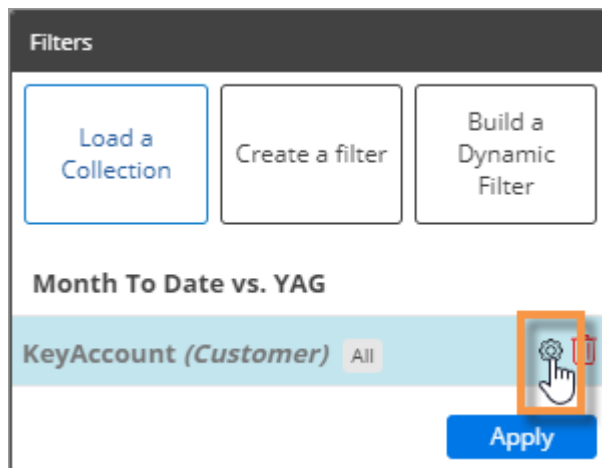 Filters
Load a
Collection
Create a filter
Build a
Dynamic
Filter
Month To Date vs. YAG
KeyAccount (Customer) All
Apply